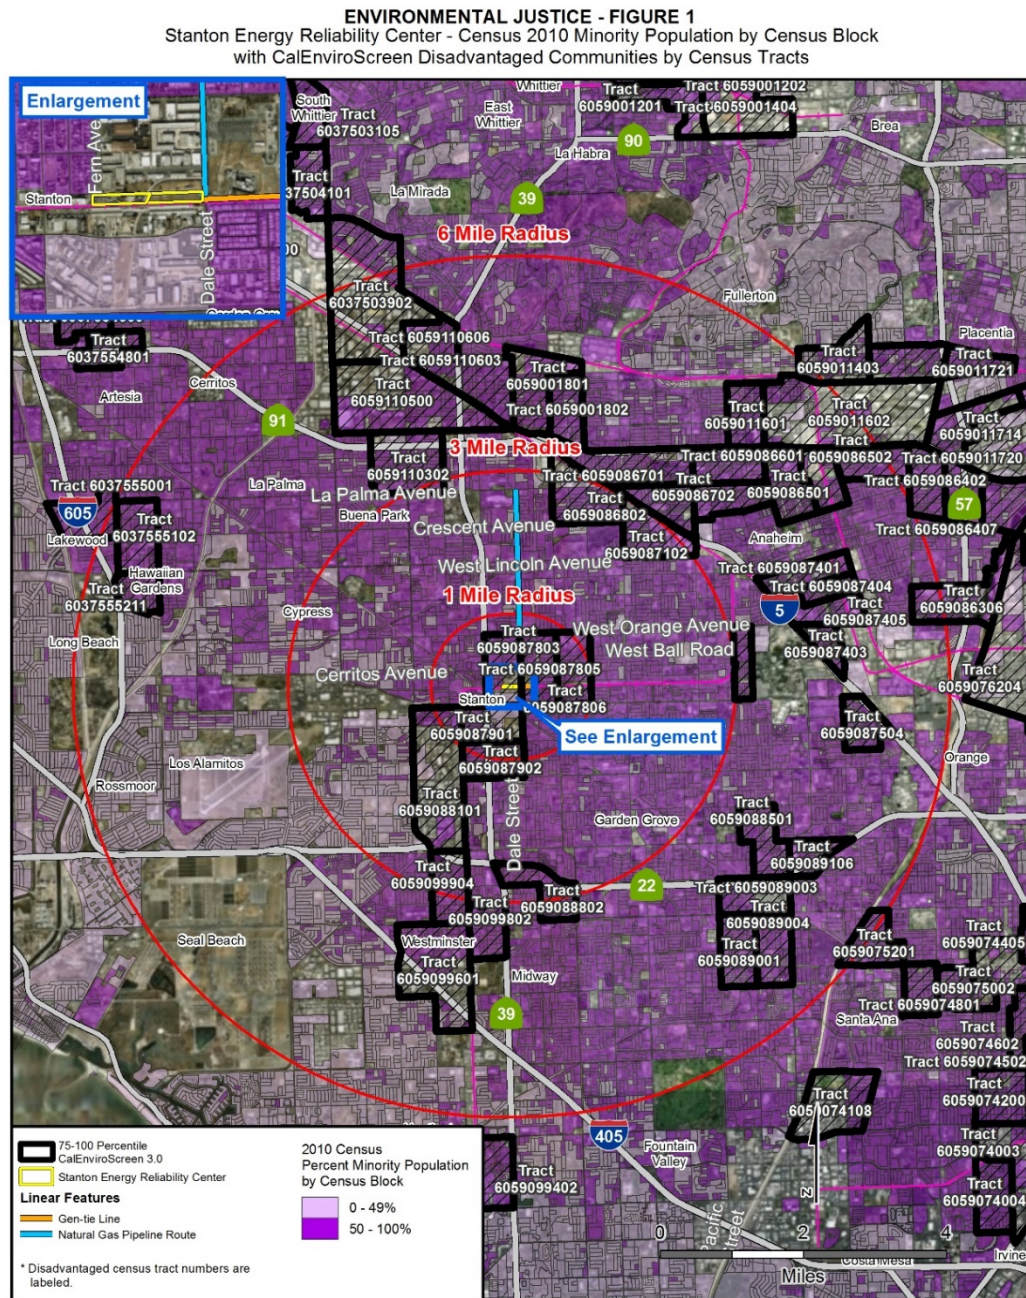 ENVIRONMENTAL JUSTICE - FIGURE 1
Stanton Energy Reliability Center - Census 2010 Minority Population by Census Block
with CalEnviroScreen Disadvantaged Communities by Census Tracts
Enlargement
Fern Ave
Stanton
Dale Street
South
Whittier
Tract
6037503105
Tract
37504101
Whittier
East
Whittier
Tract 6059001202
Tract
6059001201
Tract
6059001404
Brea
90
La Habra
La Mirada
39
6 Mile Radius
Fullerton
Tract
6037503902
Tract
6059110606
Tract
6059110603
Tract
6059110500
Tract
6059001801
Tract 6059001802
Placentia
Tract
6059011403
Tract
6059011721
Tract
6037554801
Cerritos
Artesia
91
Tract
6059011601
Tract
6059011602
Tract
6059011714
Tract
6059110302
3 Mile Radius
Tract
6059086601
Tract
6059086502
Tract
6059011720
Tract 6059086701
Tract
6059086402
Tract 6037555001
La Palma
La Palma Avenue
Buena Park
Tract
6059086802
Tract
6059086702
Tract
6059086501
57
605
Lakewood
Tract
6037555102
Crescent Avenue
Tract
6059086407
Tract
6059087102
Anaheim
West Lincoln Avenue
Hawaiian
Gardens
Tract
6037555211
Tract 6059087401
Tract 6059087404
1 Mile Radius
Cypress
5
Tract
6059087405
Tract
6059086306
Long Beach
Tract
6059087803
West Orange Avenue
West Ball Road
Tract
6059087403
Cerritos Avenue
Tract 6059087805
Tract
6059087806
Tract
6059076204
Stanton
Tract
6059087901
See Enlargement
Tract
6059087504
Tract
6059087902
Orange
Los Alamitos
Rossmoor
Tract
6059088101
Dale Street
Tract
6059088501
Garden Grove
Tract
6059089106
Tract
6059099904
22
Tract 6059089003
Tract
6059088802
Tract
6059099802
Tract
6059089004
Seal Beach
Westminster
Tract
6059099601
Tract
6059089001
Tract
6059075201
Tract
6059074405
Midway
Tract
6059075002
Tract 6059074801
39
Santa Ana
Tract
6059074602
Tract 6059074502
Tract
6059074108
Tract
6059074200
405
Fountain
Valley
Tract
6059074003
Tract
6059099402
Tract
6059074004
Pacific
Street
N
Irvine
Costa Mesa
0 2 4
Miles
75-100 Percentile
CalEnviroScreen 3.0
Stanton Energy Reliability Center
Linear Features
Gen-tie Line
Natural Gas Pipeline Route
* Disadvantaged census tract numbers are
labeled.
2010 Census
Percent Minority Population
by Census Block
0 - 49%
50 - 100%